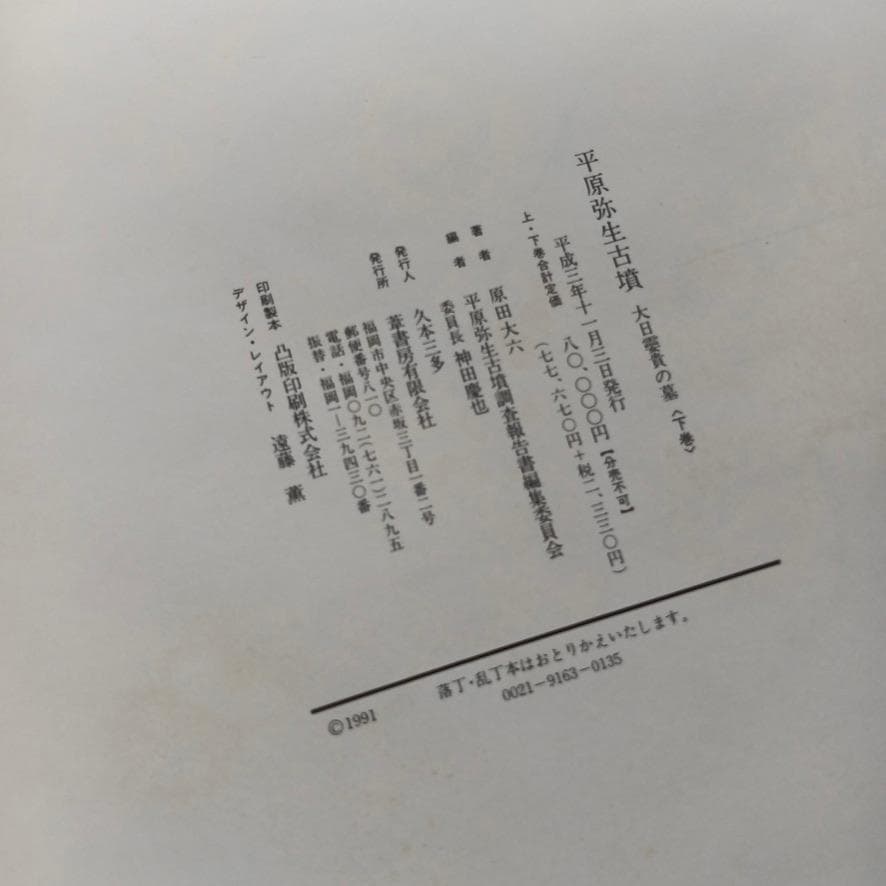 平原弥生古墳 大日孁貴の墓〈下巻〉
平成三年十一月三日発行
上・下巻合計定価 八〇、〇〇〇円【分売不可】
(七七、六七〇円+税二、三三〇円)
著者 原田大六
編者 平原弥生古墳調査報告書編集委員会
委員長 神田慶也
発行人 久本三多
発行所 葦書房有限会社
福岡市中央区赤坂三丁目一番二号
郵便番号八一〇
電話・福岡〇九二(七六一)二八九五
振替・福岡一―三九四三〇番
印刷製本 凸版印刷株式会社
デザイン・レイアウト 遠藤薫
落丁・乱丁本はおとりかえいたします。
©1991
0021-9163-0135